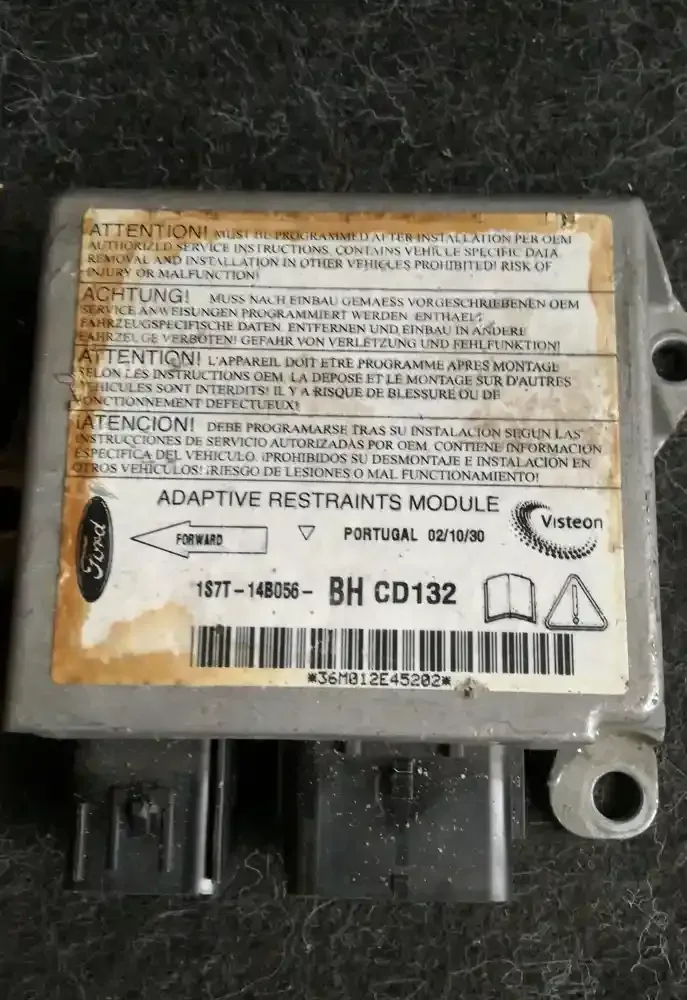 ATTENTION! MUST BE PROGRAMMED AFTER INSTALLATION PER OEM
AUTHORIZED SERVICE INSTRUCTIONS. CONTAINS VEHICLE SPECIFIC DATA.
REMOVAL AND INSTALLATION IN OTHER VEHICLES PROHIBITED! RISK OF
INJURY OR MALFUNCTION!
ACHTUNG! MUSS NACH EINBAU GEMAESS VORGESCHRIEBENEN OEM
SERVICE ANWEISUNGEN PROGRAMMIERT WERDEN. ENTHAELT
FAHRZEUGSPEZIFISCHE DATEN. ENTFERNEN UND EINBAU IN ANDERE
FAHRZEUGE VERBOTEN! GEFAHR VON VERLETZUNG UND FEHLFUNKTION!
ATTENTION! L'APPAREIL DOIT ETRE PROGRAMME APRES MONTAGE
SELON LES INSTRUCTIONS OEM. LA DEPOSE ET LE MONTAGE SUR D'AUTRES
VEHICULES SONT INTERDITS! IL Y A RISQUE DE BLESSURE OU DE
FONCTIONNEMENT DEFECTUEUX!
¡ATENCION! DEBE PROGRAMARSE TRAS SU INSTALACION SEGUN LAS
INSTRUCCIONES DE SERVICIO AUTORIZADAS POR OEM. CONTIENE INFORMACION
ESPECIFICA DEL VEHICULO. ¡PROHIBIDOS SU DESMONTAJE E INSTALACIÓN EN
OTROS VEHICULOS! ¡RIESGO DE LESIONES O MAL FUNCIONAMIENTO!
ADAPTIVE RESTRAINTS MODULE
Visteon
Ford
FORWARD
PORTUGAL 02/10/30
1S7T-14B056- BH CD132
*36M012E45202*